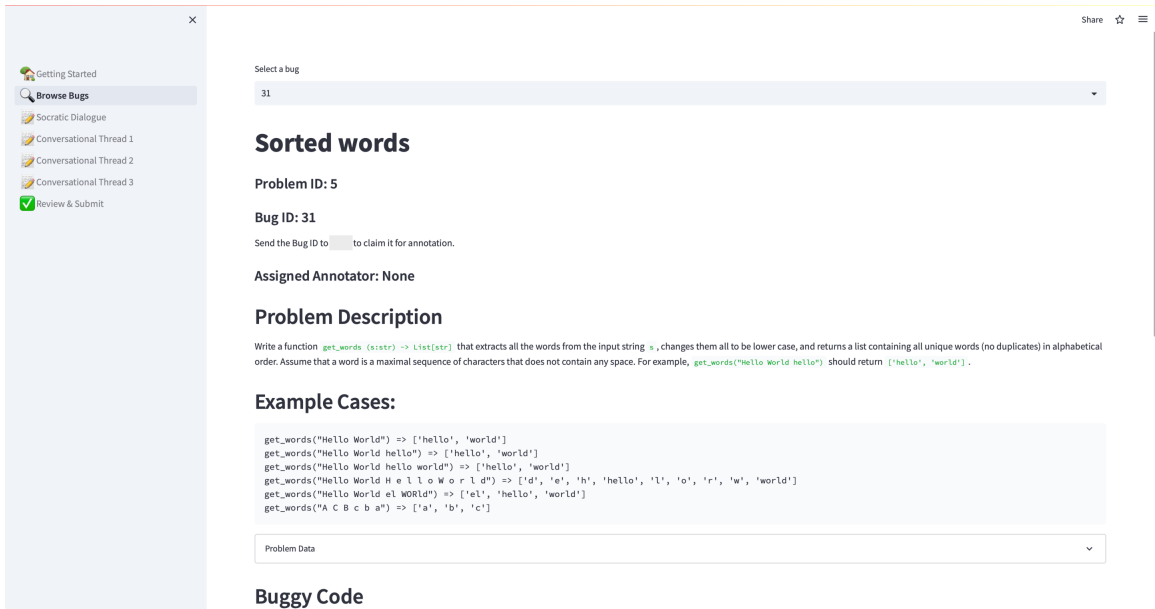 Share
Getting Started
Browse Bugs
Socratic Dialogue
Conversational Thread 1
Conversational Thread 2
Conversational Thread 3
Review & Submit
Select a bug
31
Sorted words
Problem ID: 5
Bug ID: 31
Send the Bug ID to to claim it for annotation.
Assigned Annotator: None
Problem Description
Write a function get_words (s:str) -> List[str] that extracts all the words from the input string s , changes them all to be lower case, and returns a list containing all unique words (no duplicates) in alphabetical
order. Assume that a word is a maximal sequence of characters that does not contain any space. For example, get_words("Hello World hello") should return ['hello', 'world'] .
Example Cases:
get_words("Hello World") => ['hello', 'world']
get_words("Hello World hello") => ['hello', 'world']
get_words("Hello World hello world") => ['hello', 'world']
get_words("Hello World H e l l o W o r l d") => ['d', 'e', 'h', 'hello', 'l', 'o', 'r', 'w', 'world']
get_words("Hello World el WORld") => ['el', 'hello', 'world']
get_words("A C B c b a") => ['a', 'b', 'c']
Problem Data
Buggy Code